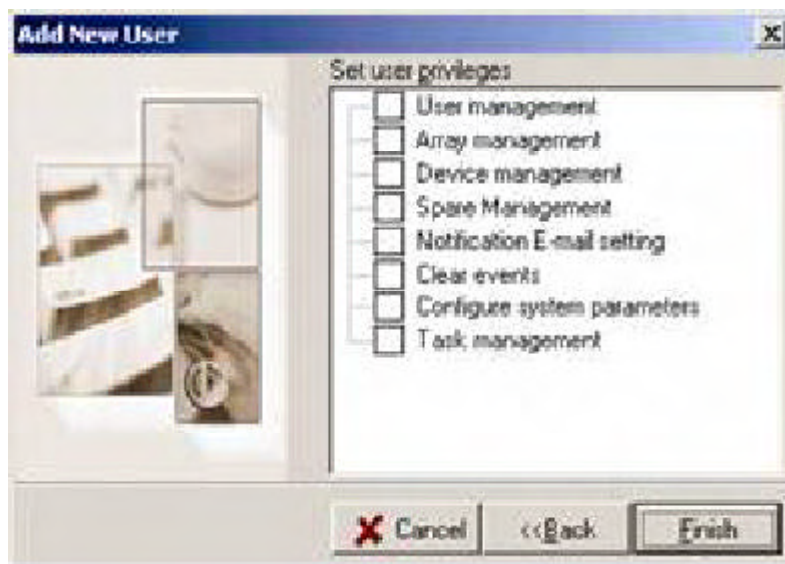 Add New User
Set user privileges
User management
Array management
Device management
Spare Management
Notification E-mail setting
Clear events
Configure system parameters
Task management
Cancel
<<Back
Finish